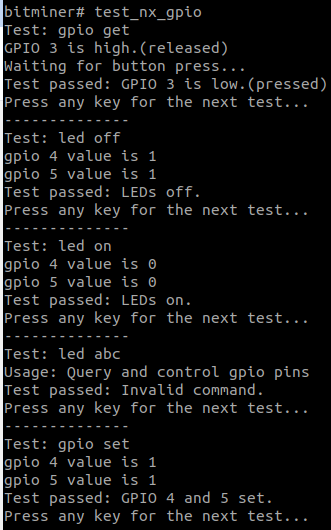 bitminer# test_nx_gpio
Test: gpio get
GPIO 3 is high.(released)
Waiting for button press...
Test passed: GPIO 3 is low.(pressed)
Press any key for the next test...
--------------
Test: led off
gpio 4 value is 1
gpio 5 value is 1
Test passed: LEDs off.
Press any key for the next test...
--------------
Test: led on
gpio 4 value is 0
gpio 5 value is 0
Test passed: LEDs on.
Press any key for the next test...
--------------
Test: led abc
Usage: Query and control gpio pins
Test passed: Invalid command.
Press any key for the next test...
--------------
Test: gpio set
gpio 4 value is 1
gpio 5 value is 1
Test passed: GPIO 4 and 5 set.
Press any key for the next test...